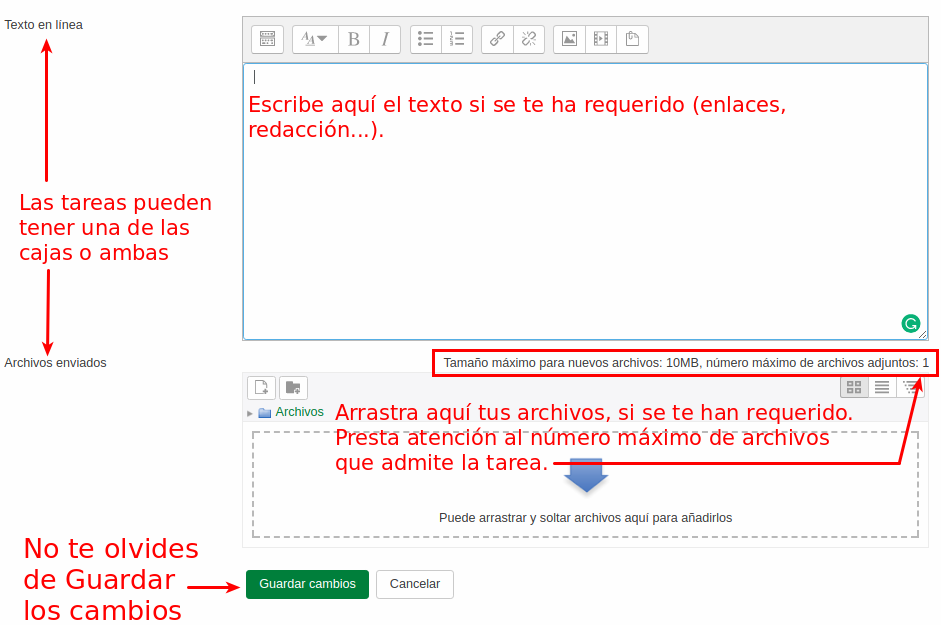 Texto en línea
Escribe aquí el texto si se te ha requerido (enlaces,
redacción...).
Las tareas pueden
tener una de las
cajas o ambas
Archivos enviados
Tamaño máximo para nuevos archivos: 10MB, número máximo de archivos adjuntos: 1
Archivos
Arrastra aquí tus archivos, si se te han requerido.
Presta atención al número máximo de archivos
que admite la tarea.
Puede arrastrar y soltar archivos aquí para añadirlos
No te olvides
de Guardar
los cambios
Guardar cambios
Cancelar